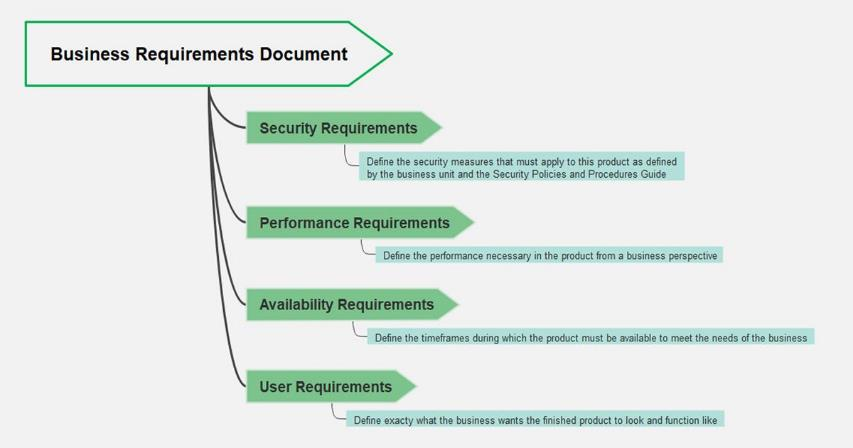 Business Requirements Document
Security Requirements
Define the security measures that must apply to this product as defined
by the business unit and the Security Policies and Procedures Guide
Performance Requirements
Define the performance necessary in the product from a business perspective
Availability Requirements
Define the timeframes during which the product must be available to meet the needs of the business
User Requirements
Define exacty what the business wants the finished product to look and function like